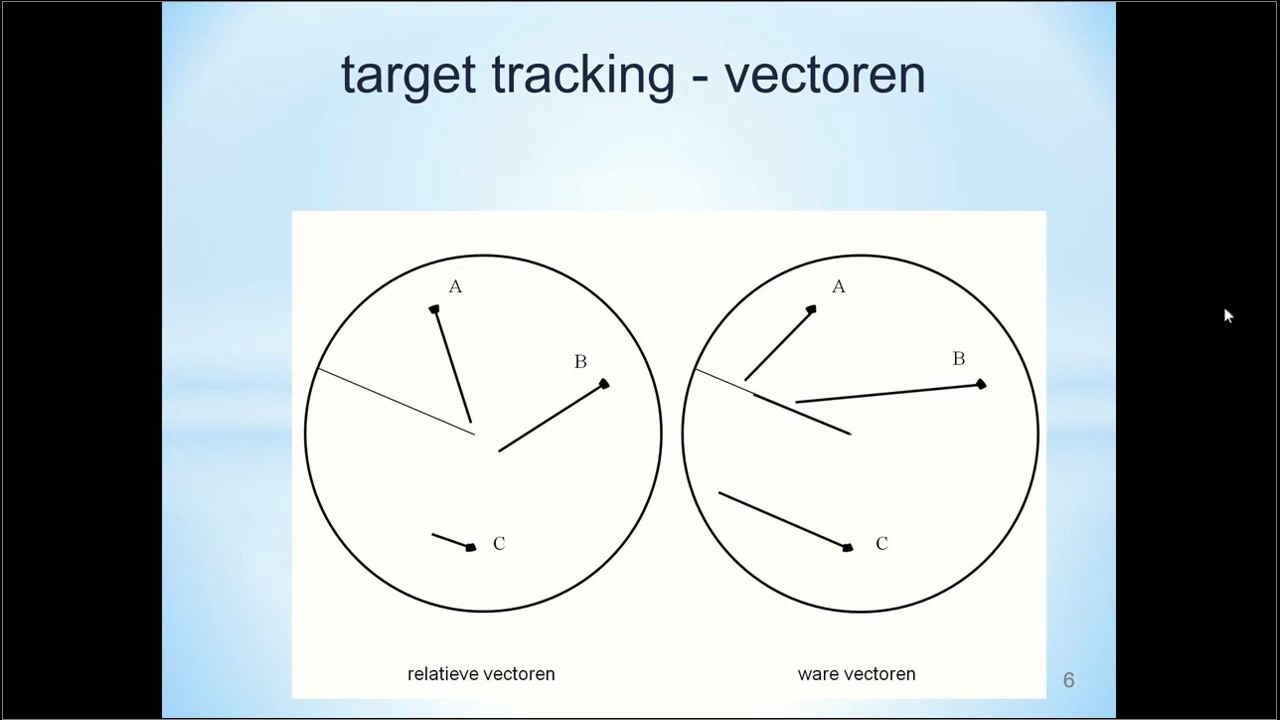 target tracking - vectoren
A
B
C
relatieve vectoren
A
B
C
ware vectoren
6